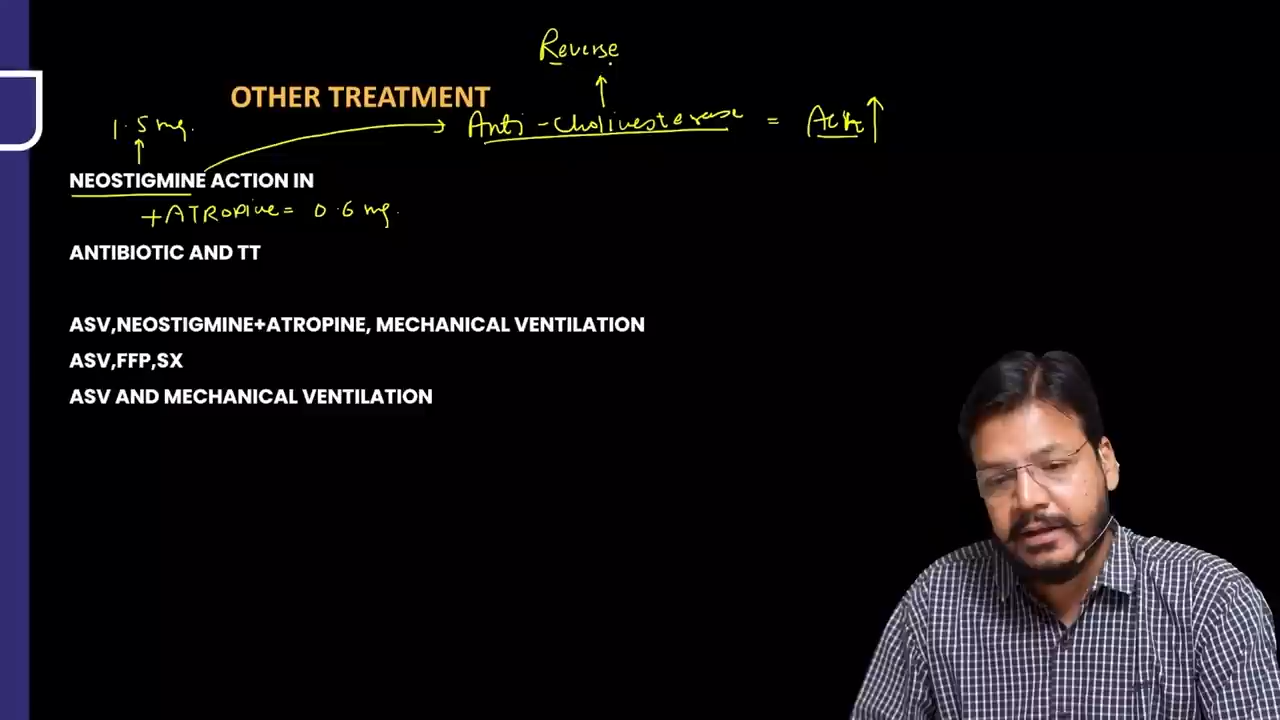 Reverse
OTHER TREATMENT
1.5 mg.
Anti-cholinesterase = Ach ↑
NEOSTIGMINE ACTION IN
+ATROPINE = 0.6 mg.
ANTIBIOTIC AND TT
ASV,NEOSTIGMINE+ATROPINE, MECHANICAL VENTILATION
ASV,FFP,SX
ASV AND MECHANICAL VENTILATION